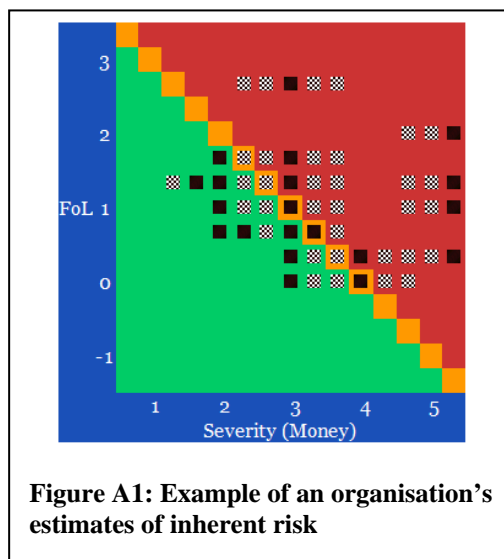 3
2
FoL 1
0
-1
1 2 3 4 5
Severity (Money)
Figure A1: Example of an organisation's
estimates of inherent risk